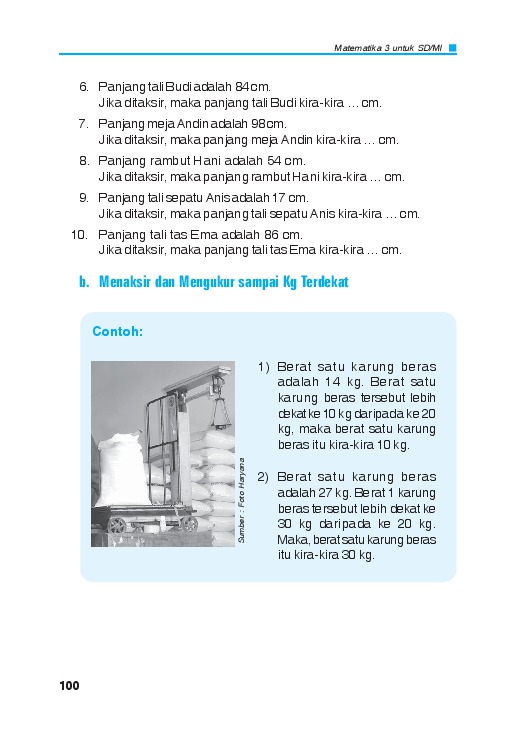 Matematika 3 untuk SD/MI
6. Panjang tali Budi adalah 84 cm.
Jika ditaksir, maka panjang tali Budi kira-kira ... cm.
7. Panjang meja Andin adalah 98 cm.
Jika ditaksir, maka panjang meja Andin kira-kira ... cm.
8. Panjang rambut Hani adalah 54 cm.
Jika ditaksir, maka panjang rambut Hani kira-kira ... cm.
9. Panjang tali sepatu Anis adalah 17 cm.
Jika ditaksir, maka panjang tali sepatu Anis kira-kira ... cm.
10. Panjang tali tas Ema adalah 86 cm.
Jika ditaksir, maka panjang tali tas Ema kira-kira ... cm.
b. Menaksir dan Mengukur sampai Kg Terdekat
Contoh:
1) Berat satu karung beras
adalah 14 kg. Berat satu
karung beras tersebut lebih
dekat ke 10 kg daripada ke 20
kg, maka berat satu karung
beras itu kira-kira 10 kg.
Sumber : Foto Haryana
2) Berat satu karung beras
adalah 27 kg. Berat 1 karung
beras tersebut lebih dekat ke
30 kg daripada ke 20 kg.
Maka, berat satu karung beras
itu kira-kira 30 kg.
100